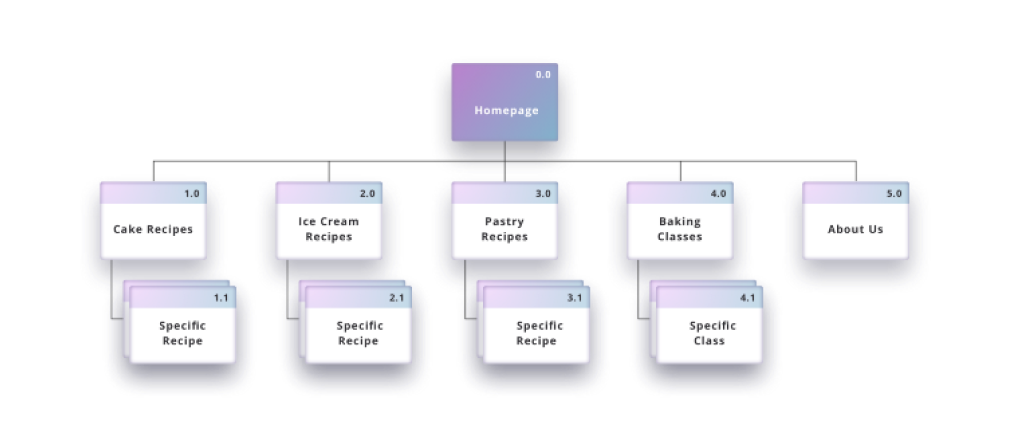 0.0
Homepage
1.0
Cake Recipes
2.0
Ice Cream
Recipes
3.0
Pastry
Recipes
4.0
Baking
Classes
5.0
About Us
1.1
Specific
Recipe
2.1
Specific
Recipe
3.1
Specific
Recipe
4.1
Specific
Class